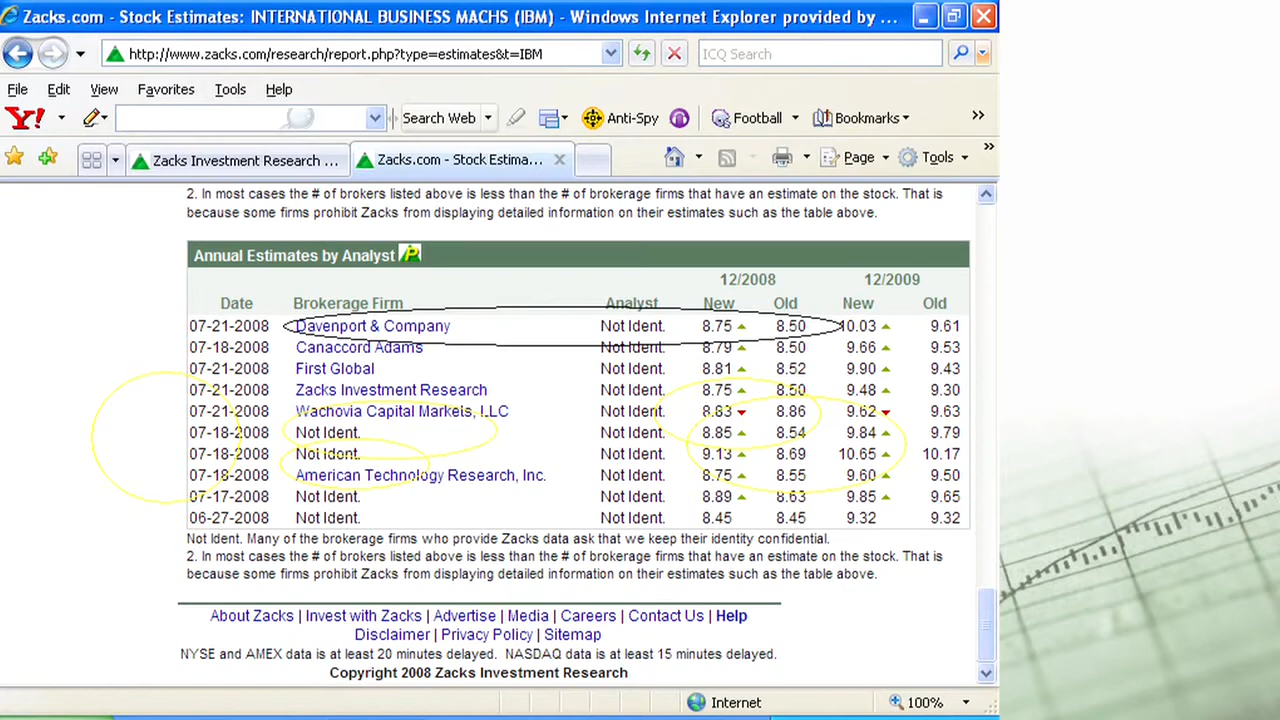 Zacks.com - Stock Estimates: INTERNATIONAL BUSINESS MACHS (IBM) - Windows Internet Explorer provided by ...
http://www.zacks.com/research/report.php?type=estimates&t=IBM ICQ Search
File Edit View Favorites Tools Help
Y! Search Web Anti-Spy Football Bookmarks
Zacks Investment Research ... Zacks.com - Stock Estima... Page Tools
2. In most cases the # of brokers listed above is less than the # of brokerage firms that have an estimate on the stock. That is
because some firms prohibit Zacks from displaying detailed information on their estimates such as the table above.
Annual Estimates by Analyst P
12/2008 12/2009
Date Brokerage Firm Analyst New Old New Old
07-21-2008 Davenport & Company Not Ident. 8.75 8.50 10.03 9.61
07-18-2008 Canaccord Adams Not Ident. 8.79 8.50 9.66 9.53
07-21-2008 First Global Not Ident. 8.81 8.52 9.90 9.43
07-21-2008 Zacks Investment Research Not Ident. 8.75 8.50 9.48 9.30
07-21-2008 Wachovia Capital Markets, LLC Not Ident. 8.83 8.86 9.62 9.63
07-18-2008 Not Ident. Not Ident. 8.85 8.54 9.84 9.79
07-18-2008 Not Ident. Not Ident. 9.13 8.69 10.65 10.17
07-18-2008 American Technology Research, Inc. Not Ident. 8.75 8.55 9.60 9.50
07-17-2008 Not Ident. Not Ident. 8.89 8.63 9.85 9.65
06-27-2008 Not Ident. Not Ident. 8.45 8.45 9.32 9.32
Not Ident. Many of the brokerage firms who provide Zacks data ask that we keep their identity confidential.
2. In most cases the # of brokers listed above is less than the # of brokerage firms that have an estimate on the stock. That is
because some firms prohibit Zacks from displaying detailed information on their estimates such as the table above.
About Zacks | Invest with Zacks | Advertise | Media | Careers | Contact Us | Help
Disclaimer | Privacy Policy | Sitemap
NYSE and AMEX data is at least 20 minutes delayed. NASDAQ data is at least 15 minutes delayed.
Copyright 2008 Zacks Investment Research
Internet 100%